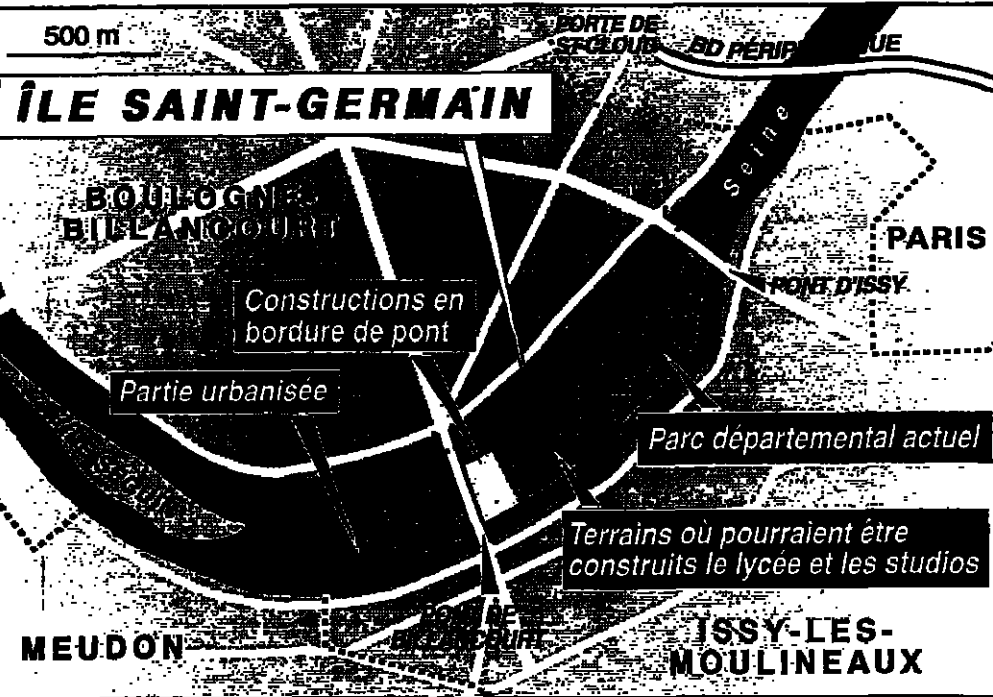 500 m
PORTE DE
ST-CLOUD
BD PÉRIPHÉRIQUE
ÎLE SAINT-GERMAIN
Seine
BOULOGNE
BILLANCOURT
PARIS
PONT D'ISSY
Constructions en
bordure de pont
Partie urbanisée
Parc départemental actuel
SEGUIN
Terrains où pourraient être
construits le lycée et les studios
PONT DE
BILLANCOURT
MEUDON
ISSY-LES-
MOULINEAUX